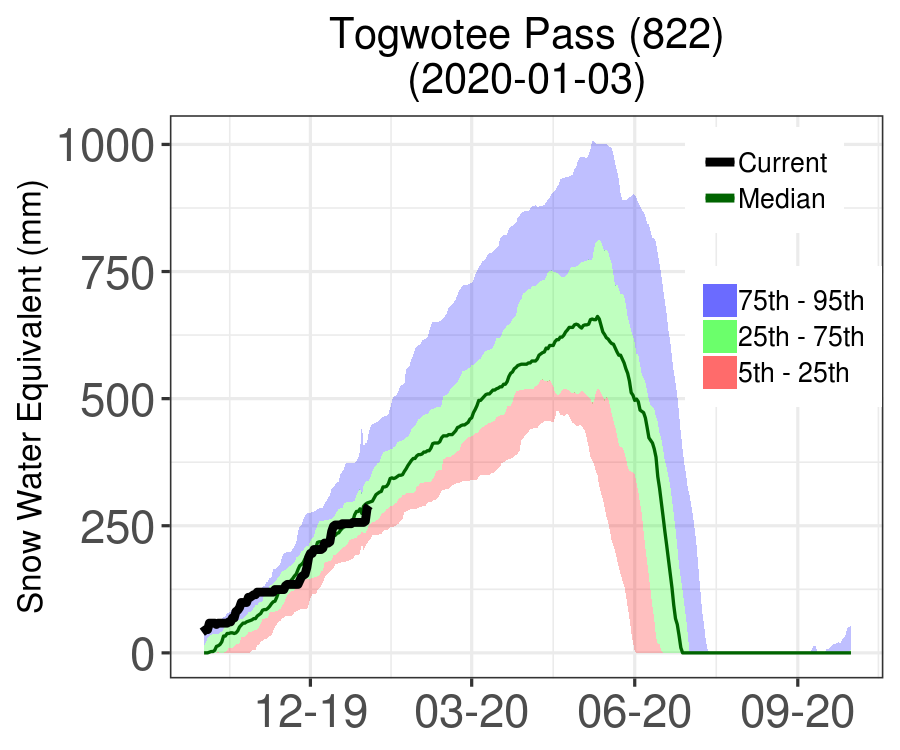 Togwotee Pass (822)
(2020-01-03)
Snow Water Equivalent (mm)
1000
750
500
250
0
Current
Median
75th - 95th
25th - 75th
5th - 25th
12-19
03-20
06-20
09-20